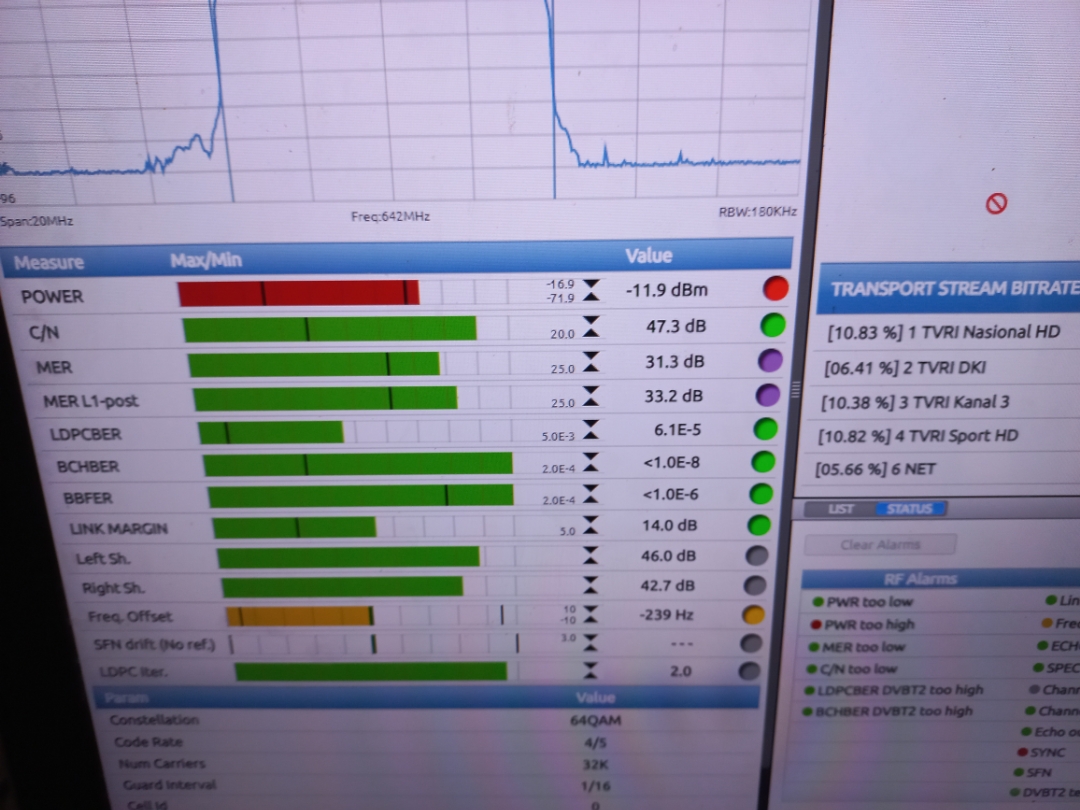 96
Span:20MHz
Freq:642MHz
RBW:180KHz
Measure Max/Min Value
POWER -16.9 -71.9 -11.9 dBm
C/N 20.0 47.3 dB
MER 25.0 31.3 dB
MER L1-post 25.0 33.2 dB
LDPCBER 5.0E-3 6.1E-5
BCHBER 2.0E-4 <1.0E-8
BBFER 2.0E-4 <1.0E-6
LINK MARGIN 5.0 14.0 dB
Left Sh. 46.0 dB
Right Sh. 42.7 dB
Freq. Offset 10 -10 -239 Hz
SFN drift (No ref.) 3.0 ---
LDPC iter. 2.0
Param Value
Constellation 64QAM
Code Rate 4/5
Num Carriers 32K
Guard Interval 1/16
Cell Id 0
TRANSPORT STREAM BITRATE
[10.83 %] 1 TVRI Nasional HD
[06.41 %] 2 TVRI DKI
[10.38 %] 3 TVRI Kanal 3
[10.82 %] 4 TVRI Sport HD
[05.66 %] 6 NET
LIST STATUS
Clear Alarms
RF Alarms
PWR too low
PWR too high
MER too low
C/N too low
LDPCBER DVBT2 too high
BCHBER DVBT2 too high
Lin
Fre
ECH
SPEC
Chann
Chann
Echo ou
SYNC
SFN
DVBT2 te